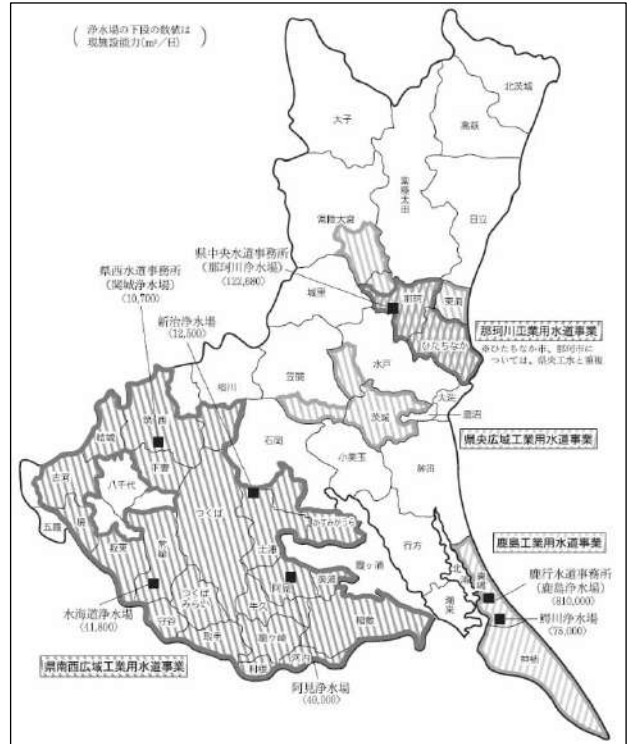 浄水場の下段の数値は
現施設能力(m³/日)
北茨城
大子
高萩
常陸太田
日立
常陸大宮
県中央水道事務所
(那珂川浄水場)
(122,680)
県西水道事務所
(関城浄水場)
(10,700)
城里
那珂
東海
新治浄水場
(12,500)
那珂川工業用水道事業
※ひたちなか市、那珂市に
ついては、県央工水と重複
ひたちなか
水戸
笠間
桜川
大洗
筑西
茨城
涸沼
結城
県央広域工業用水道事業
石岡
小美玉
下妻
鉾田
古河
八千代
つくば
かすみがうら
五霞
境
土浦
鹿島工業用水道事業
坂東
常総
行方
霞ヶ浦
阿見
美浦
鹿嶋
鹿行水道事務所
(鹿島浄水場)
(810,000)
つくば
みらい
牛久
潮来
水海道浄水場
(41,800)
稲敷
鰐川浄水場
(75,000)
守谷
取手
龍ヶ崎
神栖
利根
河内
県南西広域工業用水道事業
阿見浄水場
(40,000)